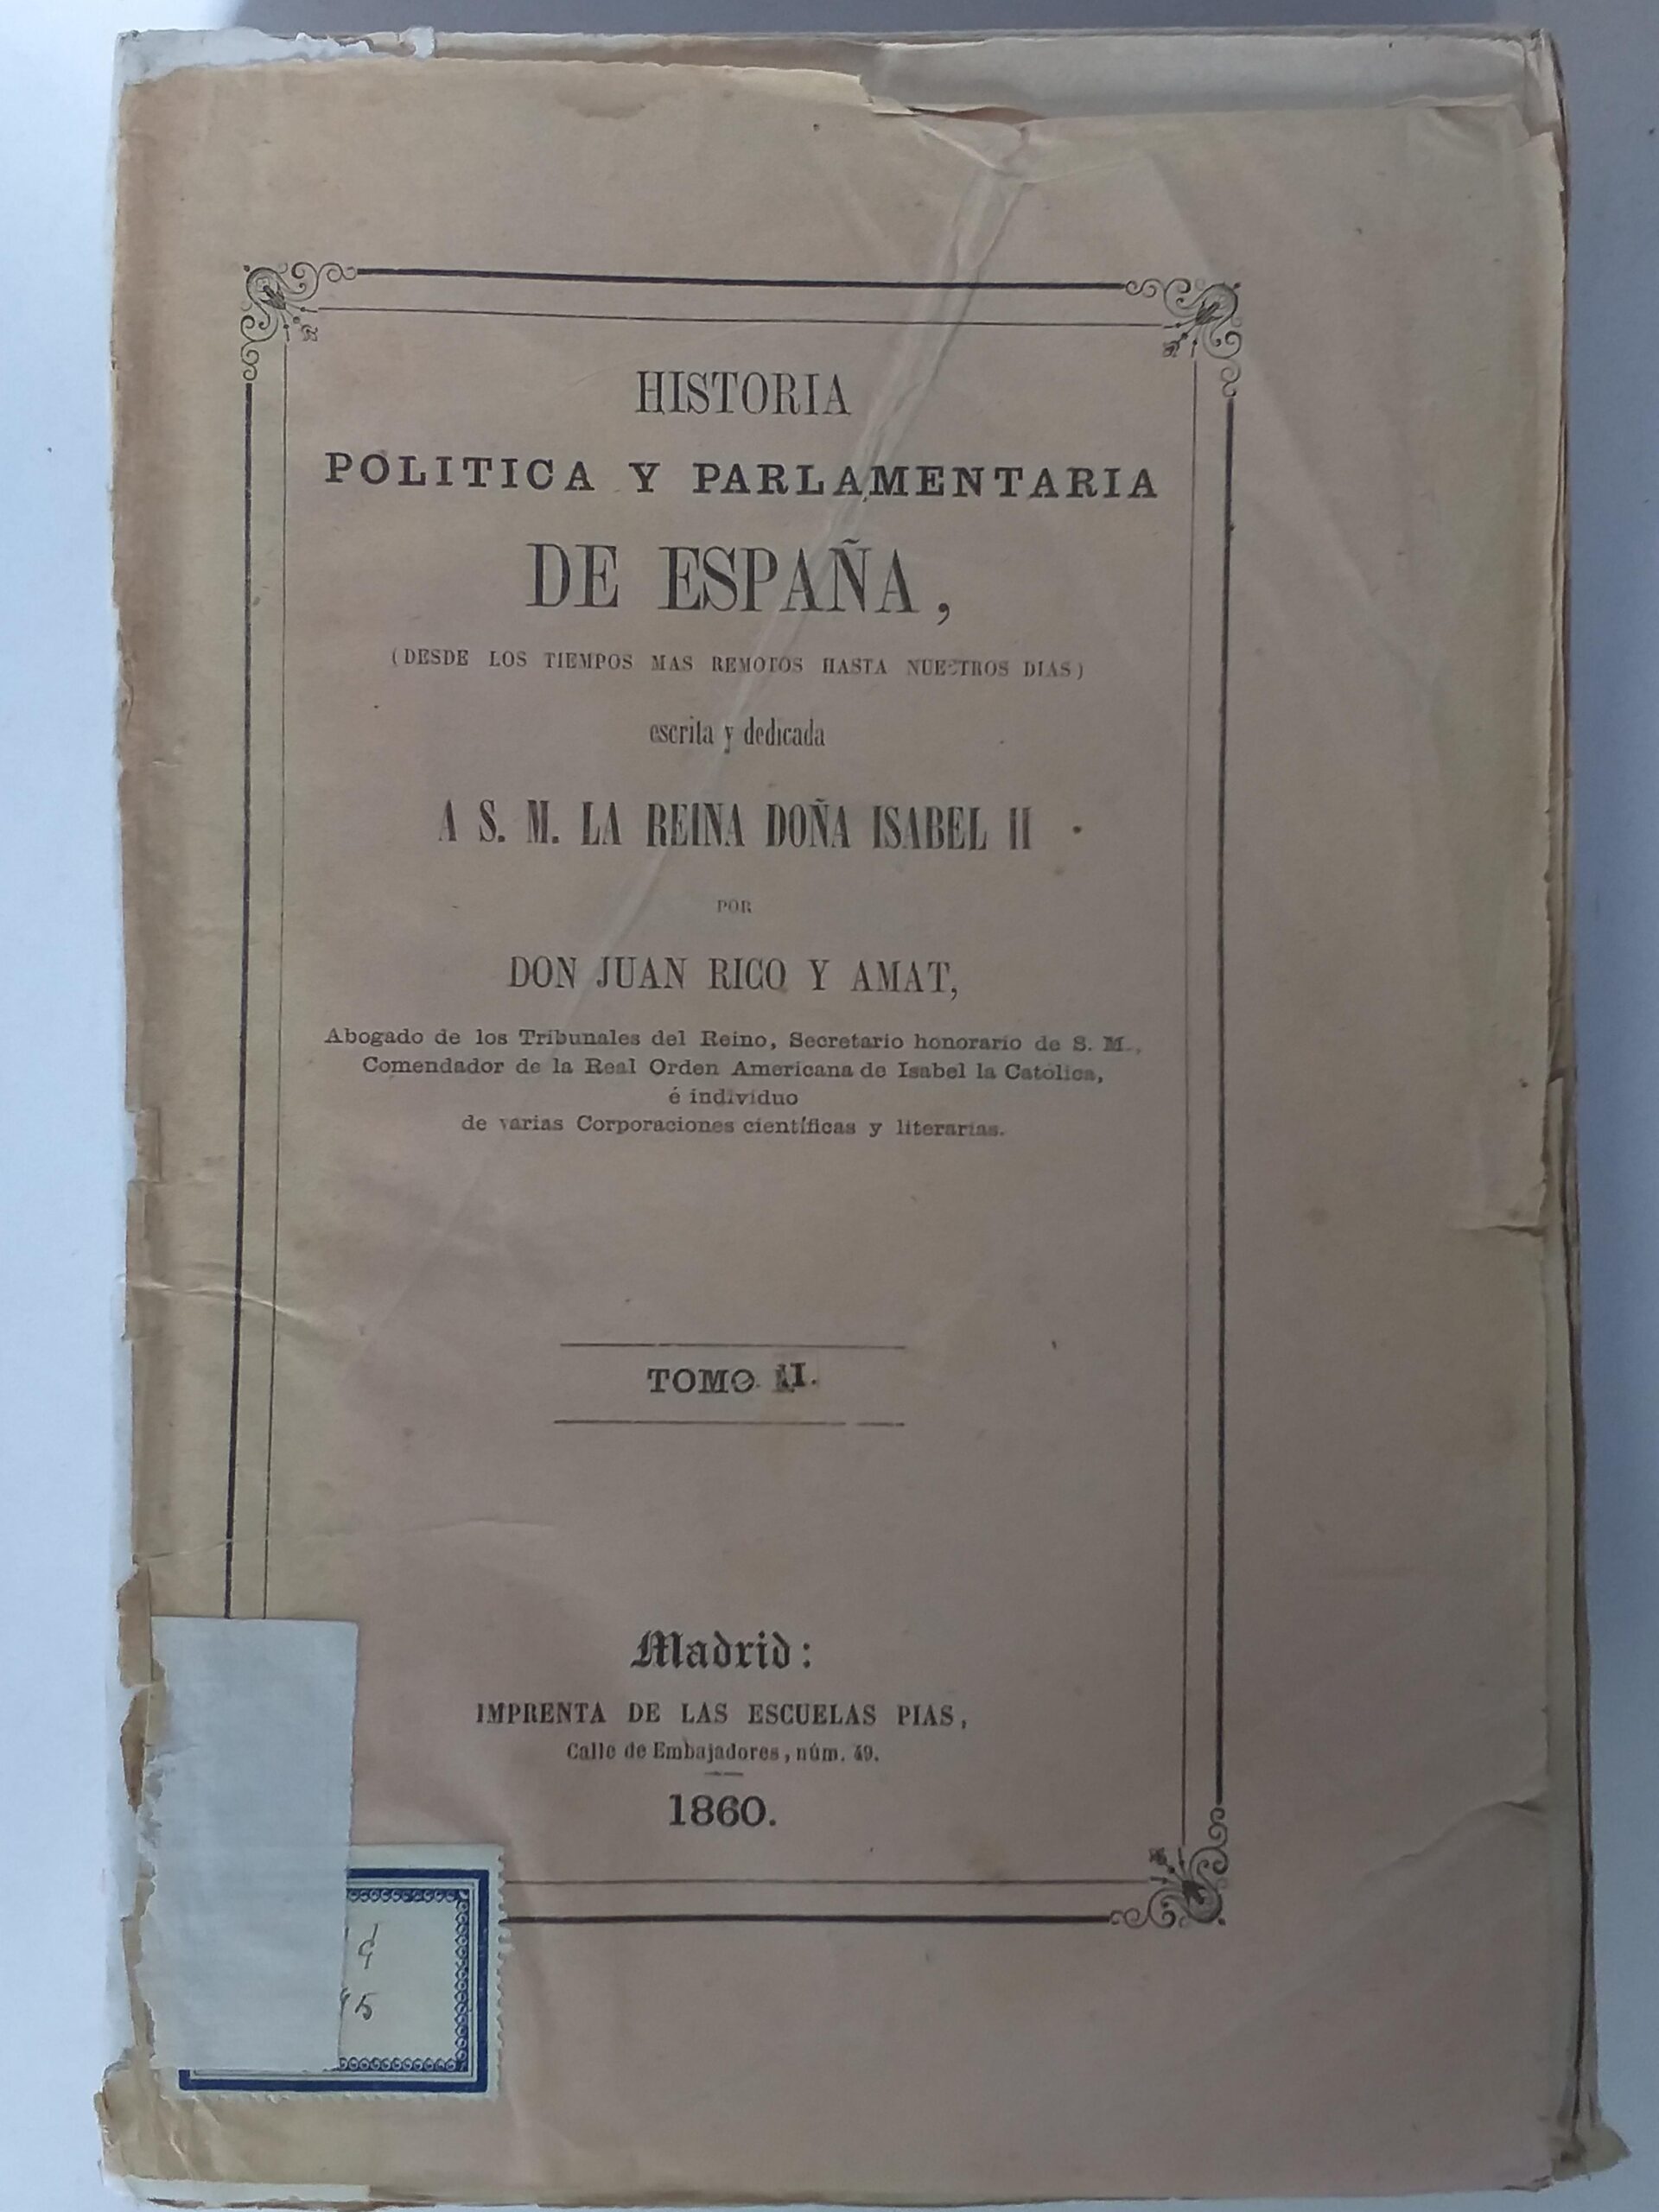 HISTORIA
POLITICA Y PARLAMENTARIA
DE ESPAÑA,
(DESDE LOS TIEMPOS MAS REMOTOS HASTA NUESTROS DIAS)
escrita y dedicada
A S. M. LA REINA DOÑA ISABEL II
POR
DON JUAN RICO Y AMAT,
Abogado de los Tribunales del Reino, Secretario honorario de S. M.,
Comendador de la Real Orden Americana de Isabel la Católica,
é individuo
de varias Corporaciones científicas y literarias.
TOMO II.
Madrid:
IMPRENTA DE LAS ESCUELAS PIAS,
Calle de Embajadores, núm. 49.
1860.